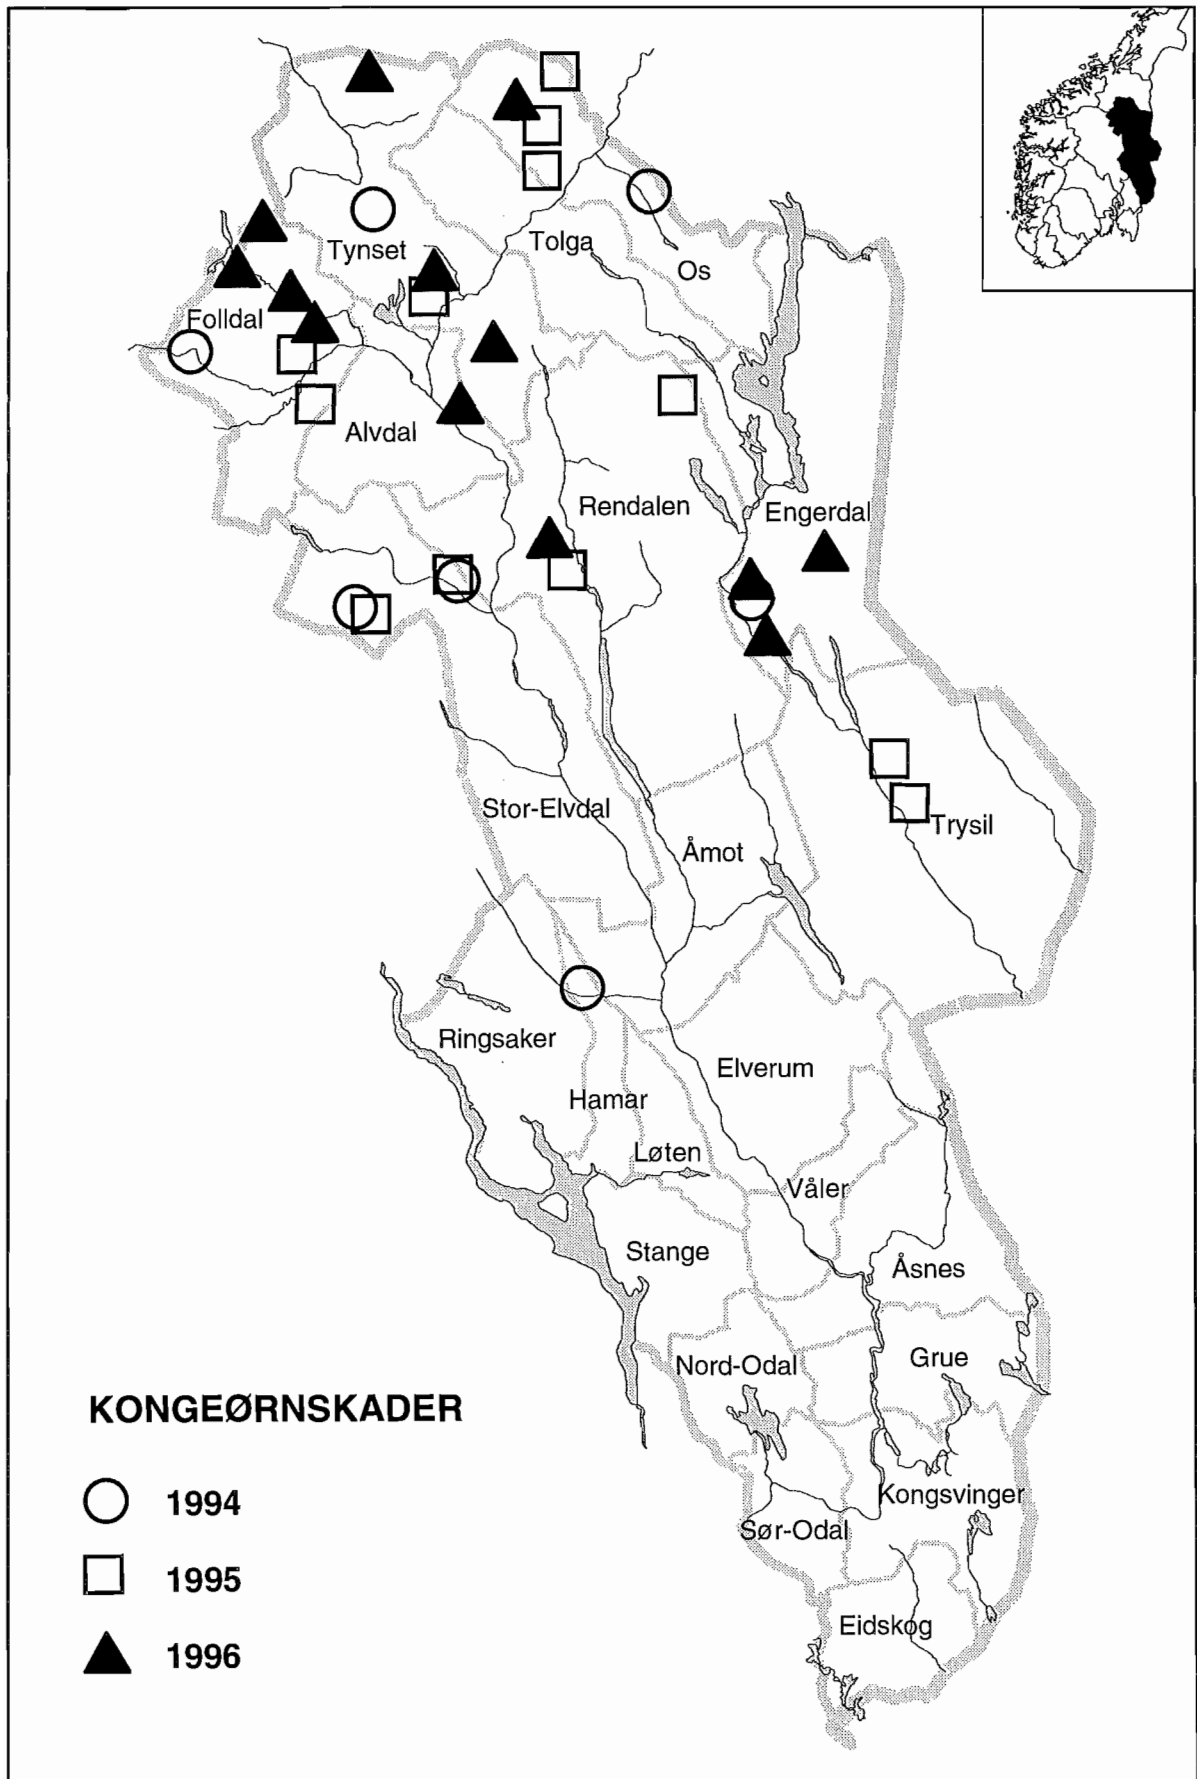 Tynset
Tolga
Os
Folldal
Alvdal
Rendalen
Engerdal
Stor-Elvdal
Trysil
Åmot
Ringsaker
Elverum
Hamar
Løten
Våler
Stange
Åsnes
Nord-Odal
Grue
KONGEØRNSKADER
1994
Kongsvinger
Sør-Odal
1995
Eidskog
1996